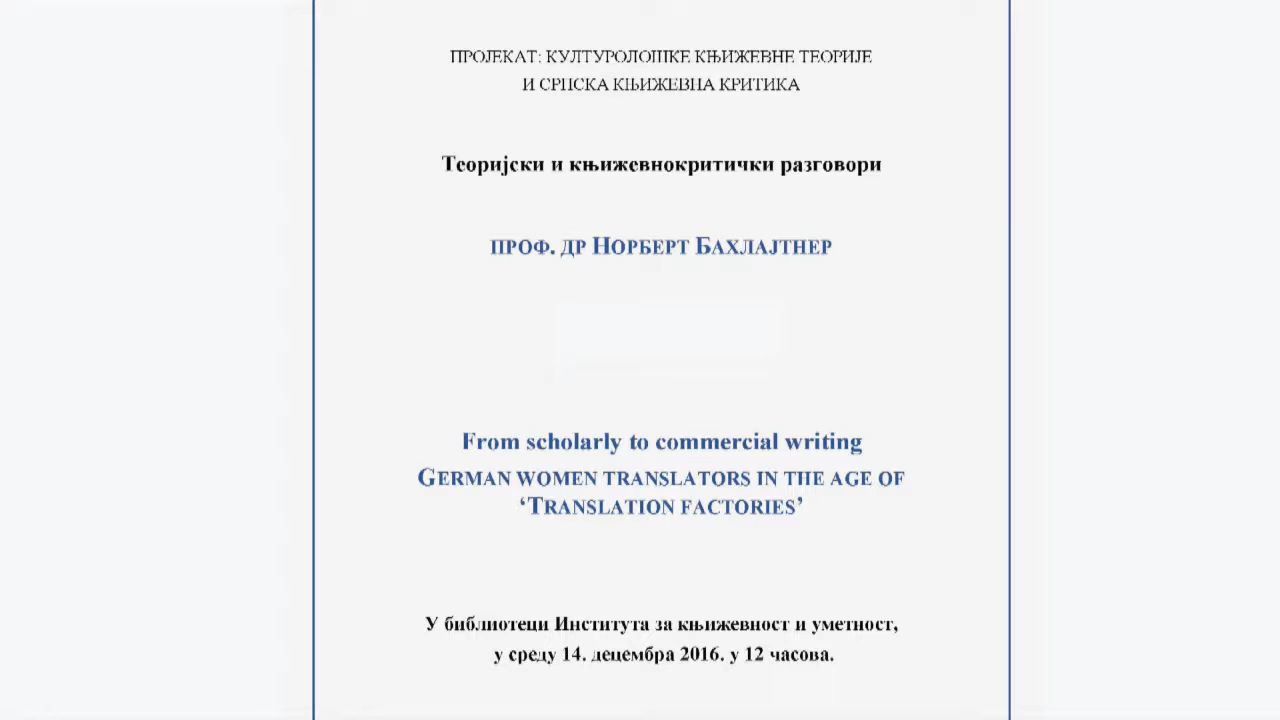 ПРОЈЕКАТ: КУЛТУРОЛОШКЕ КЊИЖЕВНЕ ТЕОРИЈЕ
И СРПСКА КЊИЖЕВНА КРИТИКА
Теоријски и књижевнокритички разговори
ПРОФ. ДР НОРБЕРТ БАХЛАЈТНЕР
From scholarly to commercial writing
GERMAN WOMEN TRANSLATORS IN THE AGE OF
‘TRANSLATION FACTORIES’
У библиотеци Института за књижевност и уметност,
у среду 14. децембра 2016. у 12 часова.